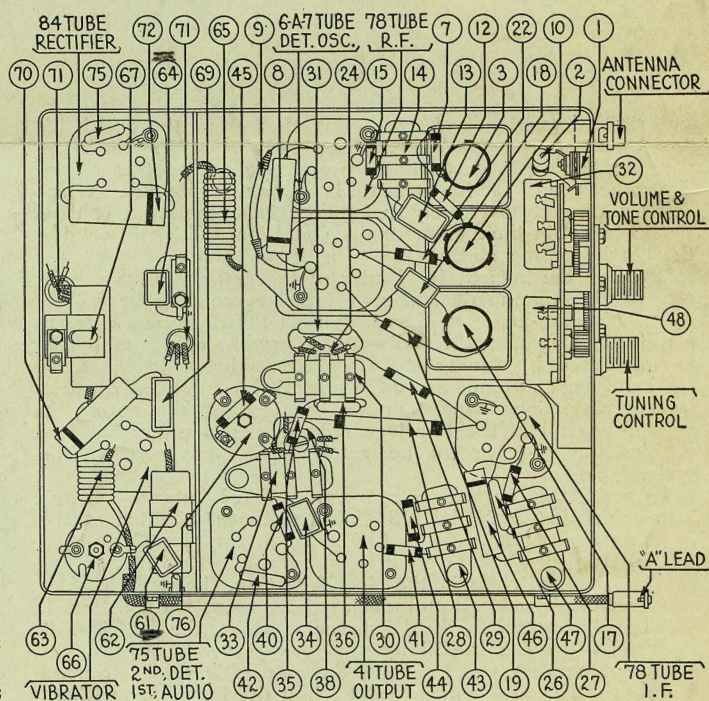 84 TUBE
RECTIFIER
6-A-7 TUBE
DET. OSC.
78 TUBE
R.F.
72
71
65
9
7
12
22
10
1
64
70
71
75
67
69
45
8
31
24
15
14
13
3
18
2
ANTENNA
CONNECTOR
32
VOLUME &
TONE CONTROL
48
TUNING
CONTROL
"A" LEAD
63
62
61
76
33
40
34
36
30
41
28
29
46
47
17
66
42
35
38
44
43
19
26
27
VIBRATOR
75 TUBE
2ND. DET.
1ST. AUDIO
41 TUBE
OUTPUT
78 TUBE
I.F.